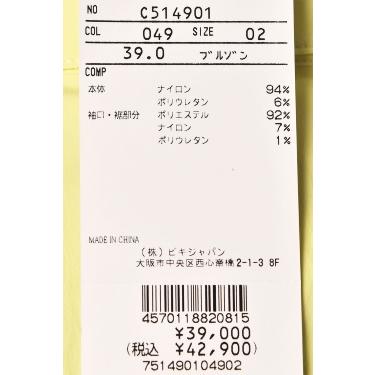 NO C514901
COL 049 SIZE 02
39.0 ブルゾン
COMP
本体 ナイロン 94%
ポリウレタン 6%
袖口・裾部分 ポリエステル 92%
ナイロン 7%
ポリウレタン 1%
MADE IN CHINA
(株)ビキジャパン
大阪市中央区西心斎橋2-1-3 8F
4570118820815
¥39,000
(税込 ¥42,900)
751490104902